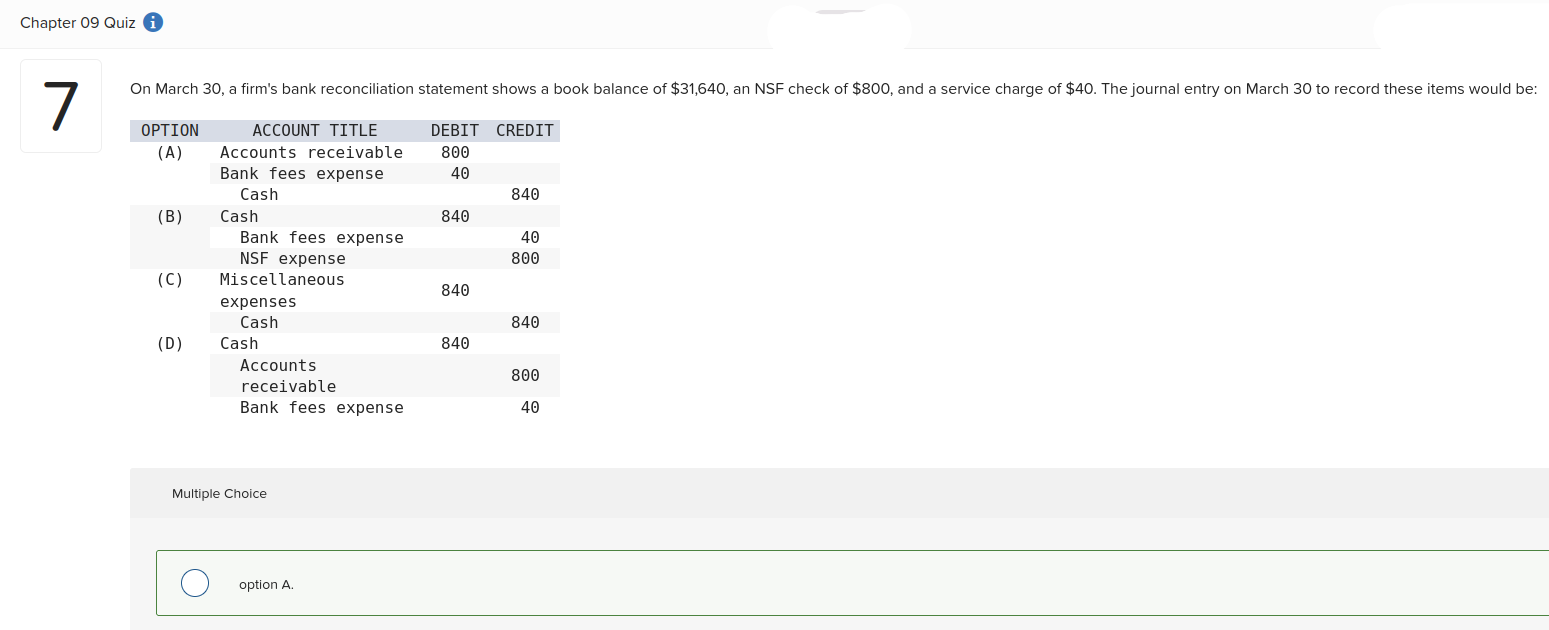 Chapter 09 Quiz i
7
On March 30, a firm's bank reconciliation statement shows a book balance of $31,640, an NSF check of $800, and a service charge of $40. The journal entry on March 30 to record these items would be:
OPTION ACCOUNT TITLE DEBIT CREDIT
(A) Accounts receivable 800
Bank fees expense 40
Cash 840
(B) Cash 840
Bank fees expense 40
NSF expense 800
(C) Miscellaneous
expenses 840
Cash 840
(D) Cash 840
Accounts
receivable 800
Bank fees expense 40
Multiple Choice
option A.